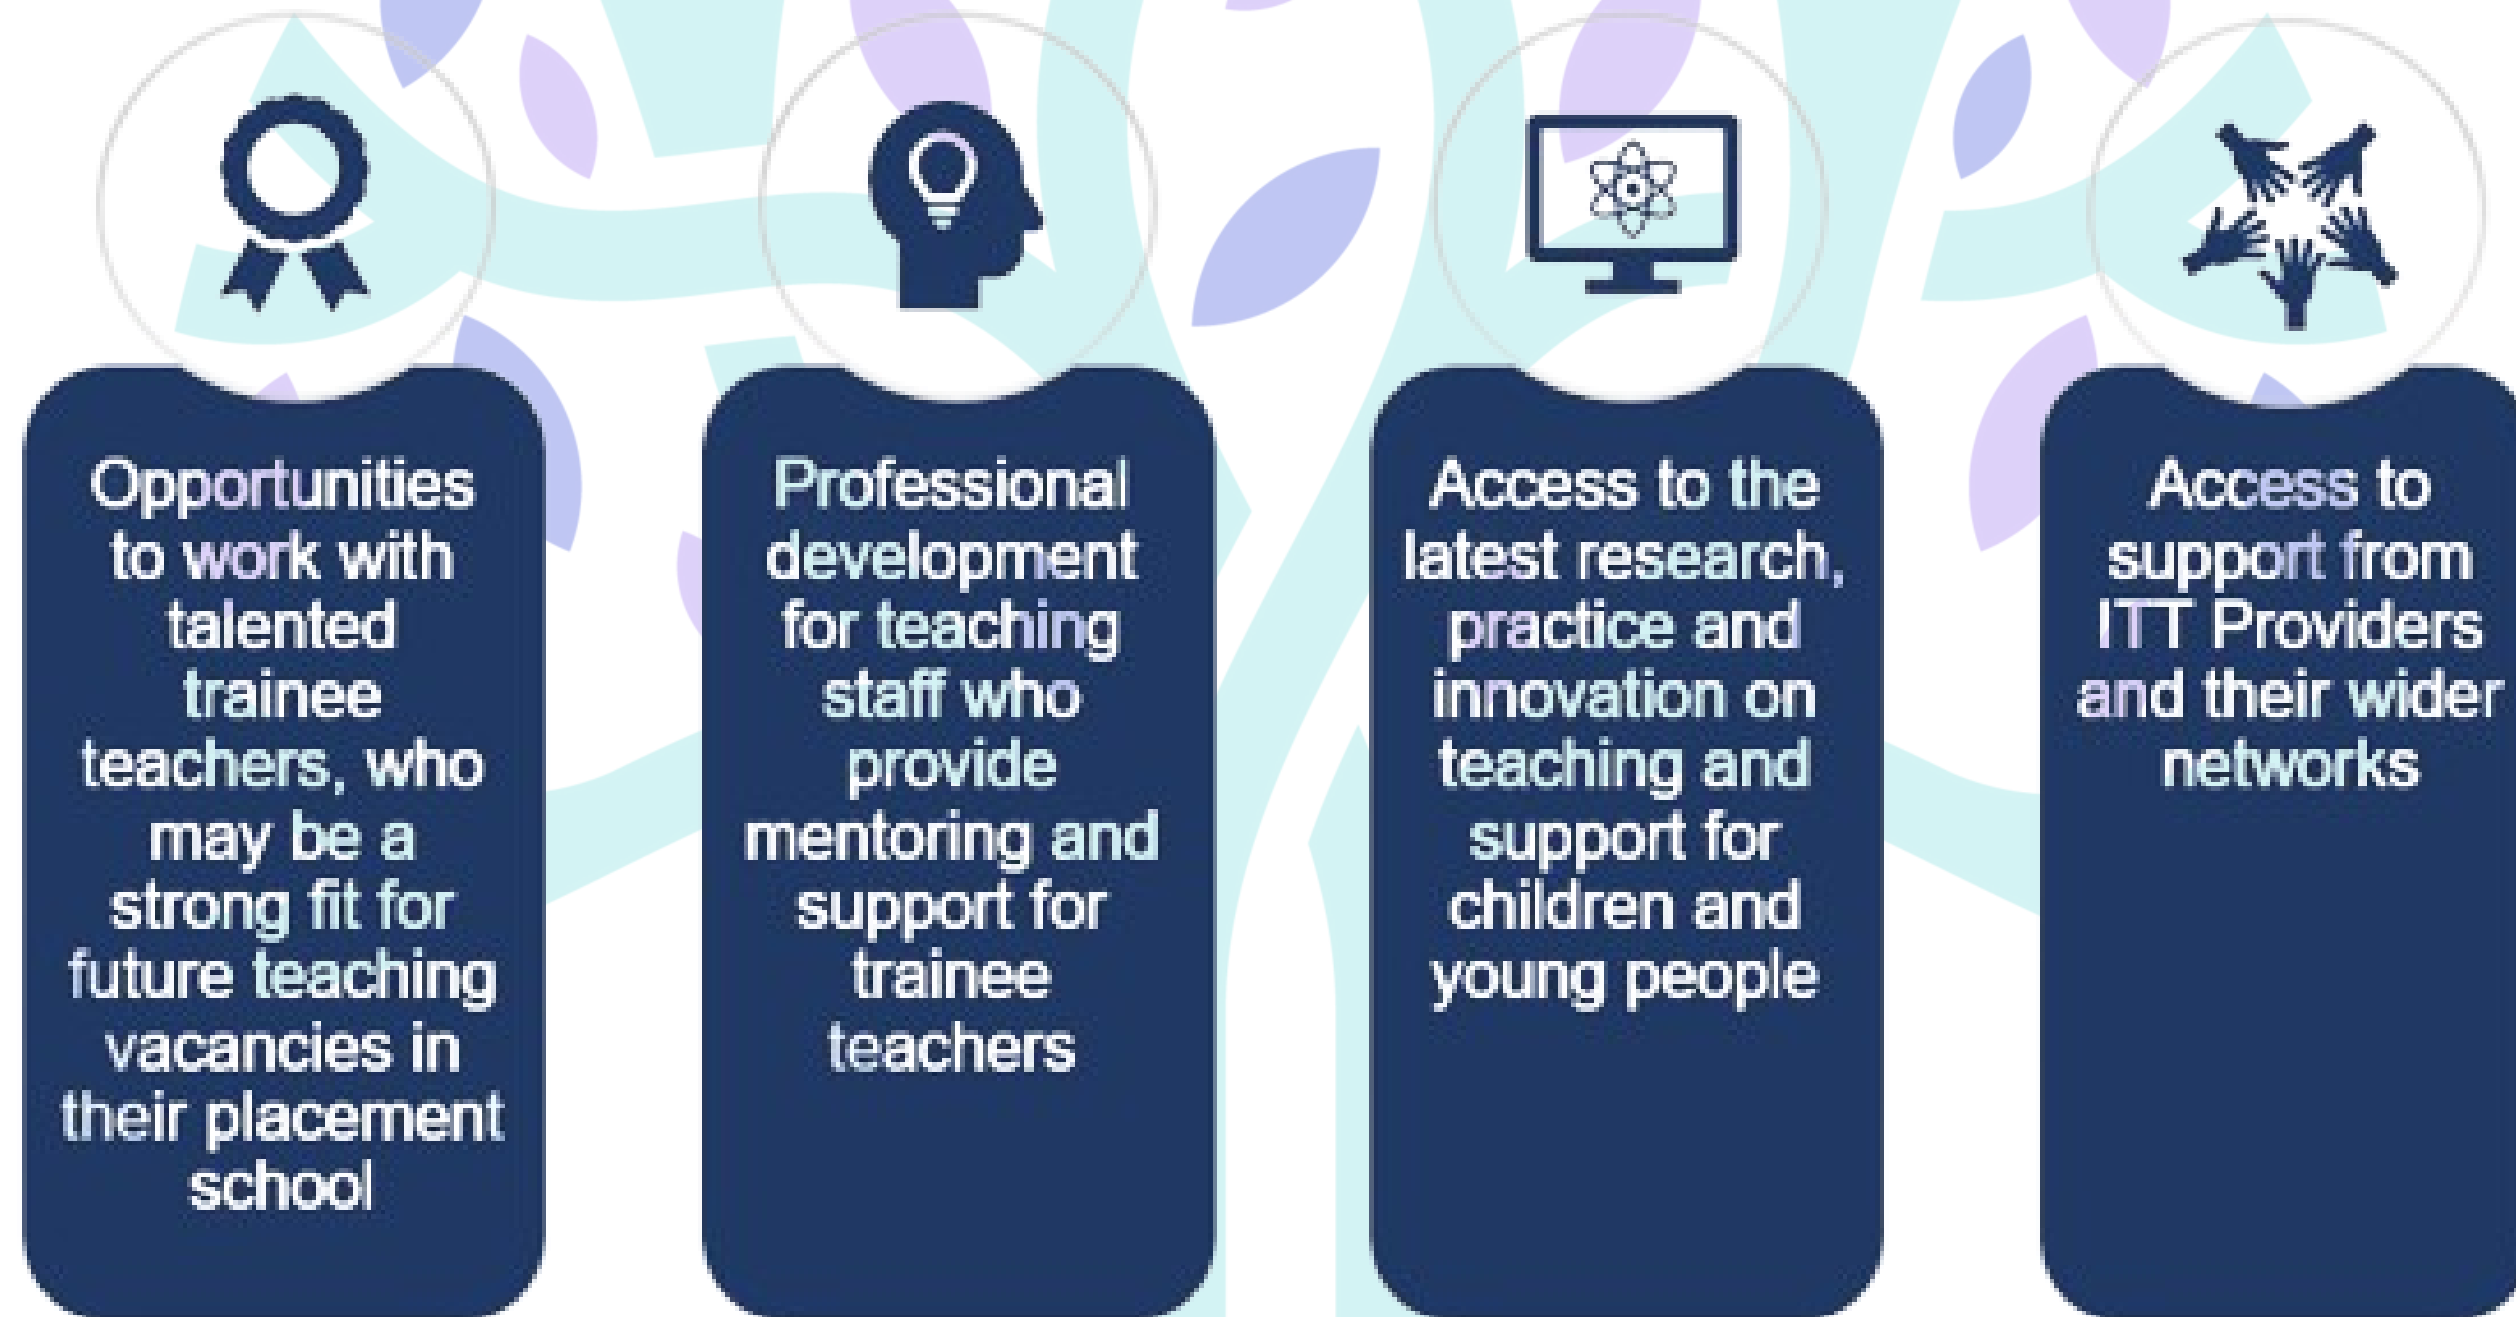 Opportunities
to work with
talented
trainee
teachers, who
may be a
strong fit for
future teaching
vacancies in
their placement
school
Professional
development
for teaching
staff who
provide
mentoring and
support for
trainee
teachers
Access to the
latest research,
practice and
innovation on
teaching and
support for
children and
young people
Access to
support from
ITT Providers
and their wider
networks